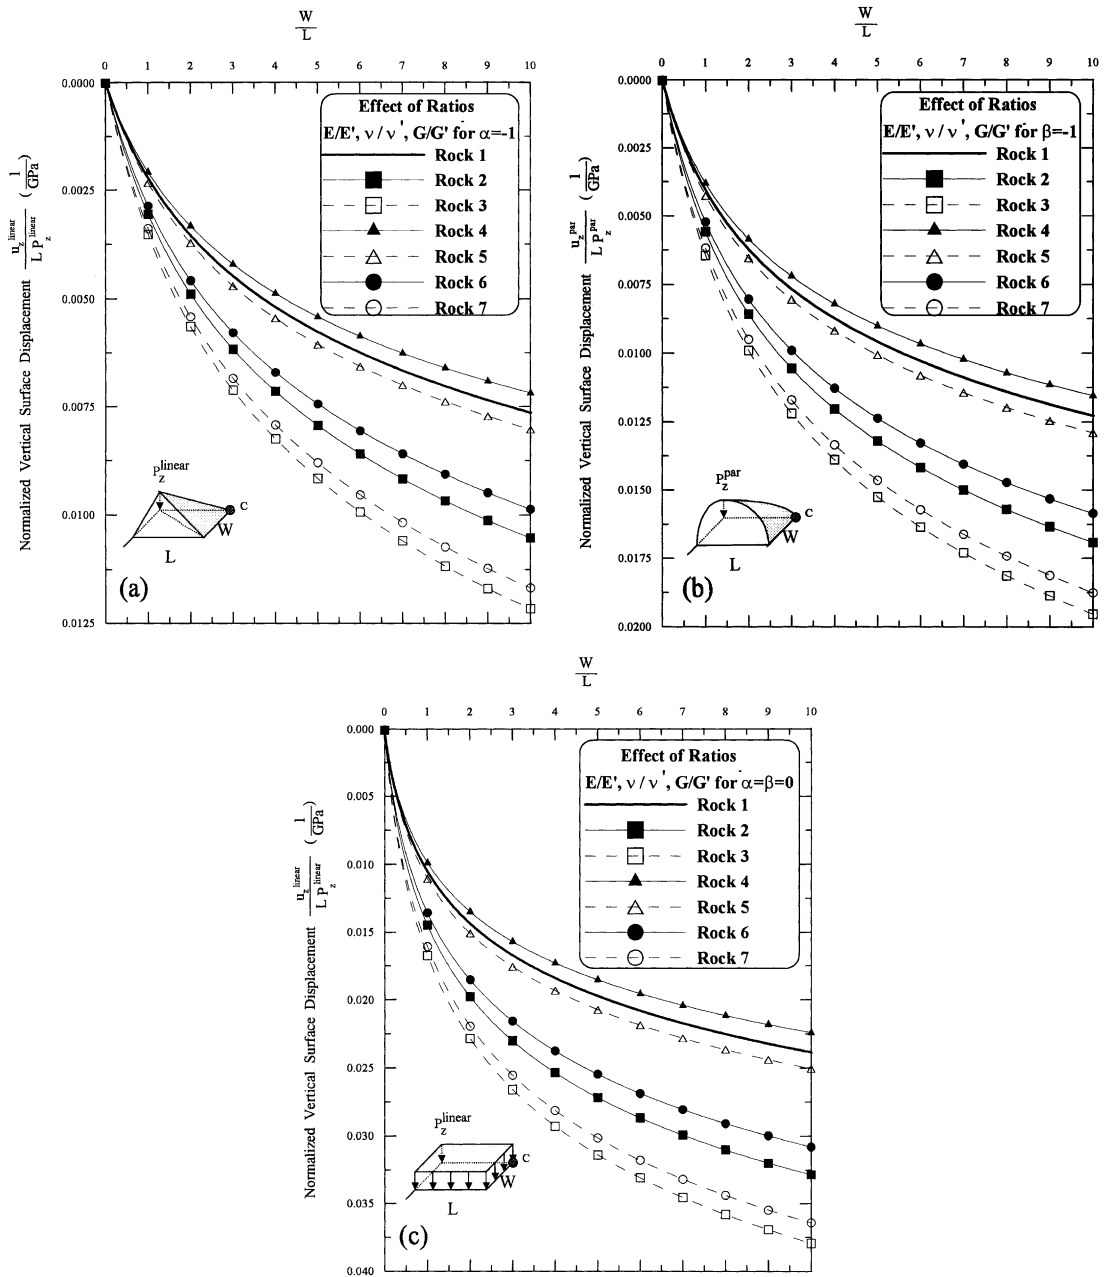 W
L
0 1 2 3 4 5 6 7 8 9 10
0.0000
0.0025
0.0050
0.0075
0.0100
0.0125
Normalized Vertical Surface Displacement u_z^linear / L P_z^linear (1/GPa)
Effect of Ratios
E/E', ν/ν', G/G' for α=-1
Rock 1
Rock 2
Rock 3
Rock 4
Rock 5
Rock 6
Rock 7
P_z^linear
C
W
L
(a)
W
L
0 1 2 3 4 5 6 7 8 9 10
0.0000
0.0025
0.0050
0.0075
0.0100
0.0125
0.0150
0.0175
0.0200
Normalized Vertical Surface Displacement u_z^par / L P_z^par (1/GPa)
Effect of Ratios
E/E', ν/ν', G/G' for β=-1
Rock 1
Rock 2
Rock 3
Rock 4
Rock 5
Rock 6
Rock 7
P_z^par
C
W
L
(b)
W
L
0 1 2 3 4 5 6 7 8 9 10
0.000
0.005
0.010
0.015
0.020
0.025
0.030
0.035
0.040
Normalized Vertical Surface Displacement u_z^linear / L P_z^linear (1/GPa)
Effect of Ratios
E/E', ν/ν', G/G' for α=β=0
Rock 1
Rock 2
Rock 3
Rock 4
Rock 5
Rock 6
Rock 7
P_z^linear
C
W
L
(c)